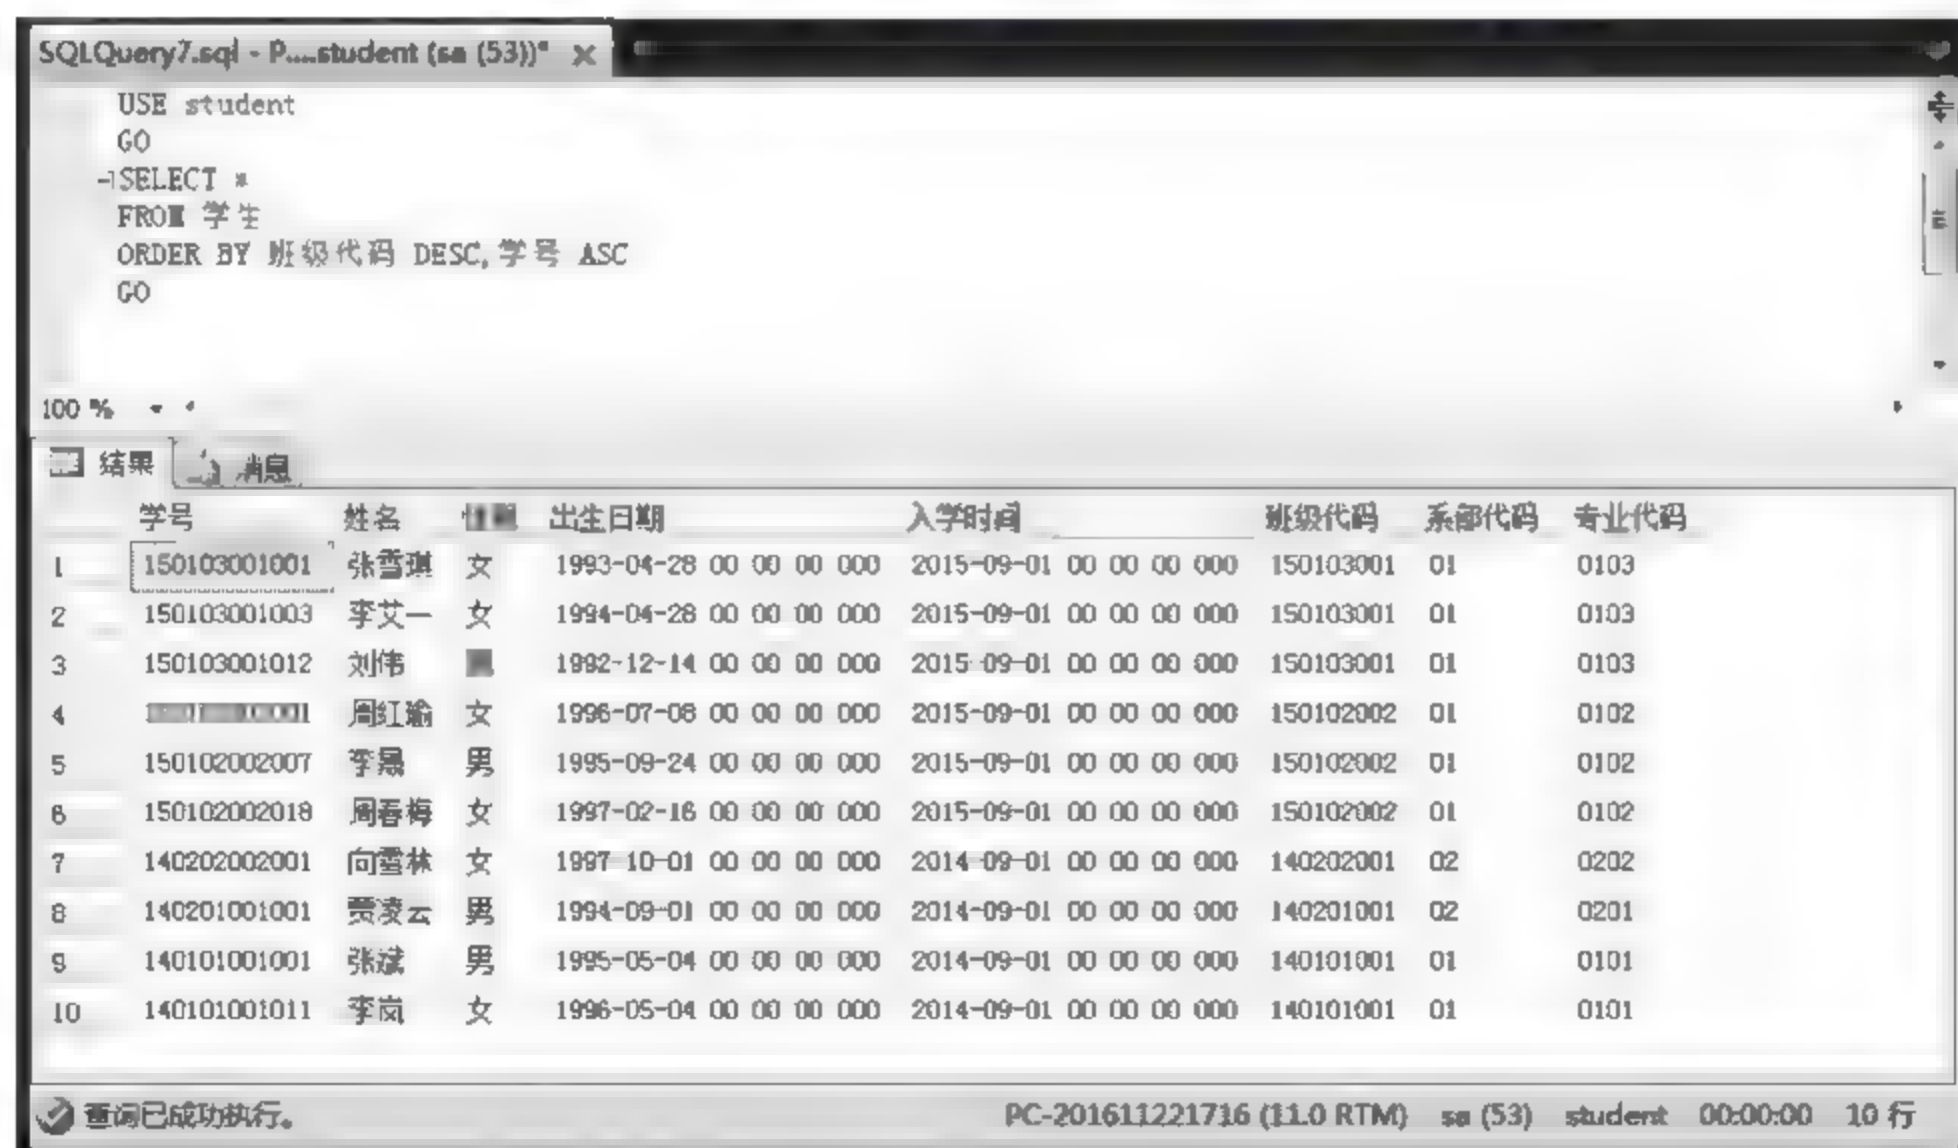 SQLQuery7.sql - P....student (sa (53))* ×
USE student
GO
SELECT *
FROM 学生
ORDER BY 班级代码 DESC,学号 ASC
GO
100 %
结果 消息
学号 姓名 出生日期 入学时间 班级代码 系部代码 专业代码
1 150103001001 张雪琪 女 1993-04-28 00 00 00 000 2015-09-01 00 00 00 000 150103001 01 0103
2 150103001003 李艾一 女 1994-04-28 00 00 00 000 2015-09-01 00 00 00 000 150103001 01 0103
3 150103001012 刘伟 1992-12-14 00 00 00 000 2015-09-01 00 00 00 000 150103001 01 0103
4 周红瑜 女 1996-07-08 00 00 00 000 2015-09-01 00 00 00 000 150102002 01 0102
5 150102002007 李晟 男 1995-09-24 00 00 00 000 2015-09-01 00 00 00 000 150102002 01 0102
6 150102002018 周春梅 女 1997-02-16 00 00 00 000 2015-09-01 00 00 00 000 150102002 01 0102
7 140202002001 向雪林 女 1997-10-01 00 00 00 000 2014-09-01 00 00 00 000 140202001 02 0202
8 140201001001 贾凌云 男 1994-09-01 00 00 00 000 2014-09-01 00 00 00 000 140201001 02 0201
9 140101001001 张斌 男 1995-05-04 00 00 00 000 2014-09-01 00 00 00 000 140101001 01 0101
10 140101001011 李岚 女 1996-05-04 00 00 00 000 2014-09-01 00 00 00 000 140101001 01 0101
查询已成功执行。 PC-201611221716 (11.0 RTM) sa (53) student 00:00:00 10 行